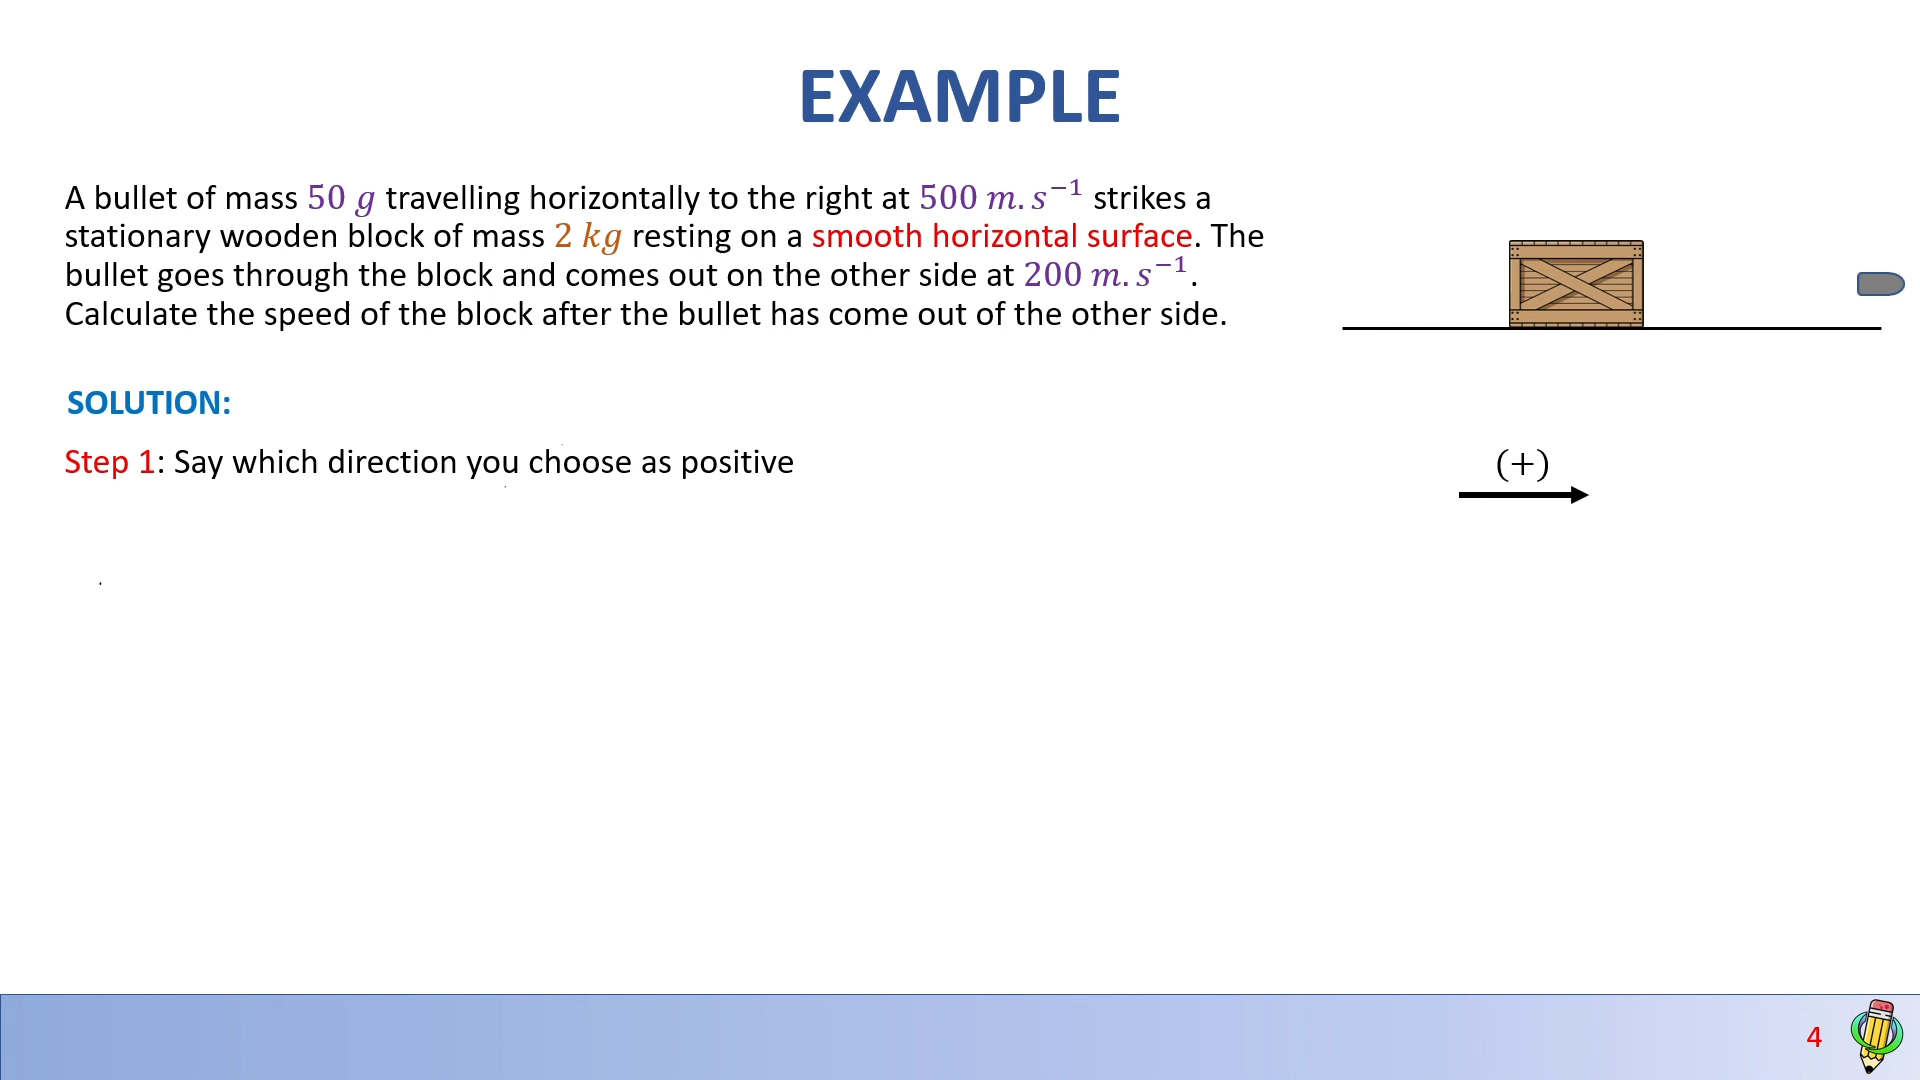 EXAMPLE
A bullet of mass 50 g travelling horizontally to the right at 500 m.s⁻¹ strikes a
stationary wooden block of mass 2 kg resting on a smooth horizontal surface. The
bullet goes through the block and comes out on the other side at 200 m.s⁻¹.
Calculate the speed of the block after the bullet has come out of the other side.
SOLUTION:
Step 1: Say which direction you choose as positive
(+)
4